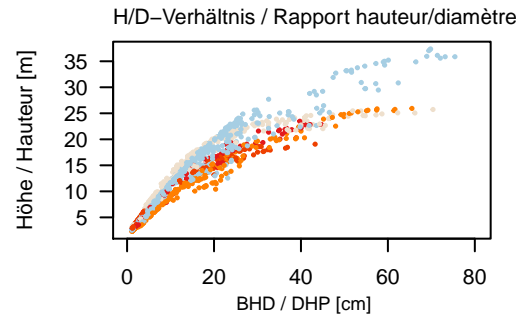 H/D−Verhältnis / Rapport hauteur/diamètre
Höhe / Hauteur [m]
35
30
25
20
15
10
5
0 20 40 60 80
BHD / DHP [cm]